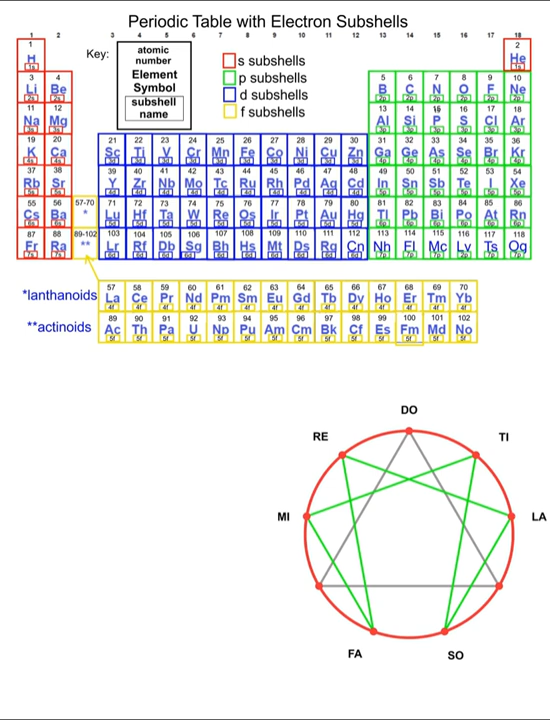 Periodic Table with Electron Subshells
1 2 3 4 5 6 7 8 9 10 11 12 13 14 15 16 17 18
Key:
atomic
number
Element
Symbol
subshell
name
s subshells
p subshells
d subshells
f subshells
1 2
H He
1s 1s
3 4 5 6 7 8 9 10
Li Be B C N O F Ne
2s 2s 2p 2p 2p 2p 2p 2p
11 12 13 14 15 16 17 18
Na Mg Al Si P S Cl Ar
3s 3s 3p 3p 3p 3p 3p 3p
19 20 21 22 23 24 25 26 27 28 29 30 31 32 33 34 35 36
K Ca Sc Ti V Cr Mn Fe Co Ni Cu Zn Ga Ge As Se Br Kr
4s 4s 3d 3d 3d 3d 3d 3d 3d 3d 3d 3d 4p 4p 4p 4p 4p 4p
37 38 39 40 41 42 43 44 45 46 47 48 49 50 51 52 53 54
Rb Sr Y Zr Nb Mo Tc Ru Rh Pd Ag Cd In Sn Sb Te I Xe
5s 5s 4d 4d 4d 4d 4d 4d 4d 4d 4d 4d 5p 5p 5p 5p 5p 5p
55 56 57-70 71 72 73 74 75 76 77 78 79 80 81 82 83 84 85 86
Cs Ba * Lu Hf Ta W Re Os Ir Pt Au Hg Tl Pb Bi Po At Rn
6s 6s 5d 5d 5d 5d 5d 5d 5d 5d 5d 5d 6p 6p 6p 6p 6p 6p
87 88 89-102 103 104 105 106 107 108 109 110 111 112 113 114 115 116 117 118
Fr Ra ** Lr Rf Db Sg Bh Hs Mt Ds Rg Cn Nh Fl Mc Lv Ts Og
7s 7s 6d 6d 6d 6d 6d 6d 6d 6d 6d 6d 7p 7p 7p 7p 7p 7p
57 58 59 60 61 62 63 64 65 66 67 68 69 70
*lanthanoids La Ce Pr Nd Pm Sm Eu Gd Tb Dy Ho Er Tm Yb
4f 4f 4f 4f 4f 4f 4f 4f 4f 4f 4f 4f 4f 4f
89 90 91 92 93 94 95 96 97 98 99 100 101 102
**actinoids Ac Th Pa U Np Pu Am Cm Bk Cf Es Fm Md No
5f 5f 5f 5f 5f 5f 5f 5f 5f 5f 5f 5f 5f 5f
DO
RE TI
MI LA
FA SO